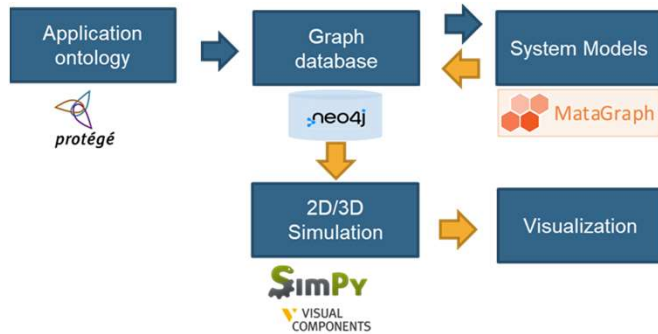 Application
ontology
Graph
database
System Models
protégé
neo4j
MataGraph
2D/3D
Simulation
Visualization
SimPy
VISUAL
COMPONENTS